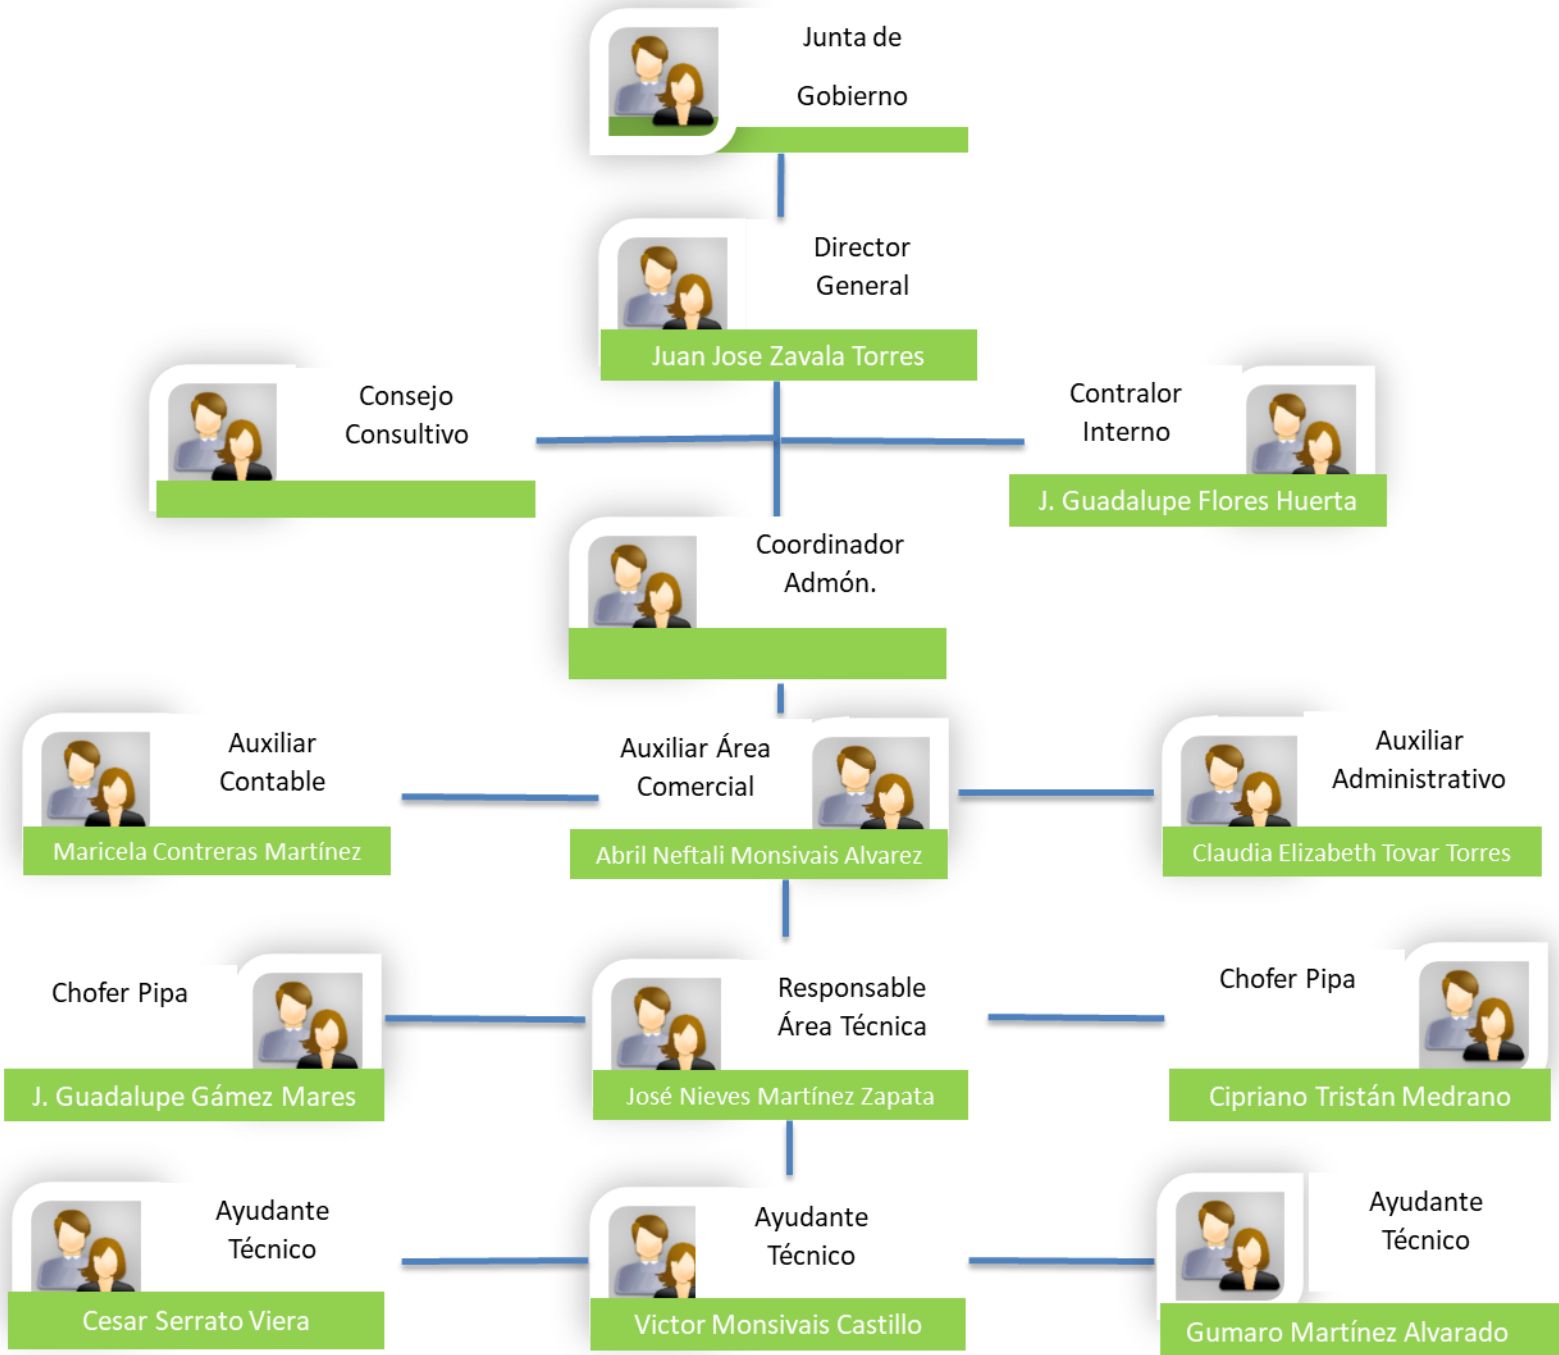 Junta de
Gobierno
Director
General
Juan Jose Zavala Torres
Consejo
Consultivo
Contralor
Interno
J. Guadalupe Flores Huerta
Coordinador
Admón.
Auxiliar
Contable
Maricela Contreras Martínez
Auxiliar Área
Comercial
Abril Neftali Monsivais Alvarez
Auxiliar
Administrativo
Claudia Elizabeth Tovar Torres
Chofer Pipa
J. Guadalupe Gámez Mares
Responsable
Área Técnica
José Nieves Martínez Zapata
Chofer Pipa
Cipriano Tristán Medrano
Ayudante
Técnico
Cesar Serrato Viera
Ayudante
Técnico
Victor Monsivais Castillo
Ayudante
Técnico
Gumaro Martínez Alvarado